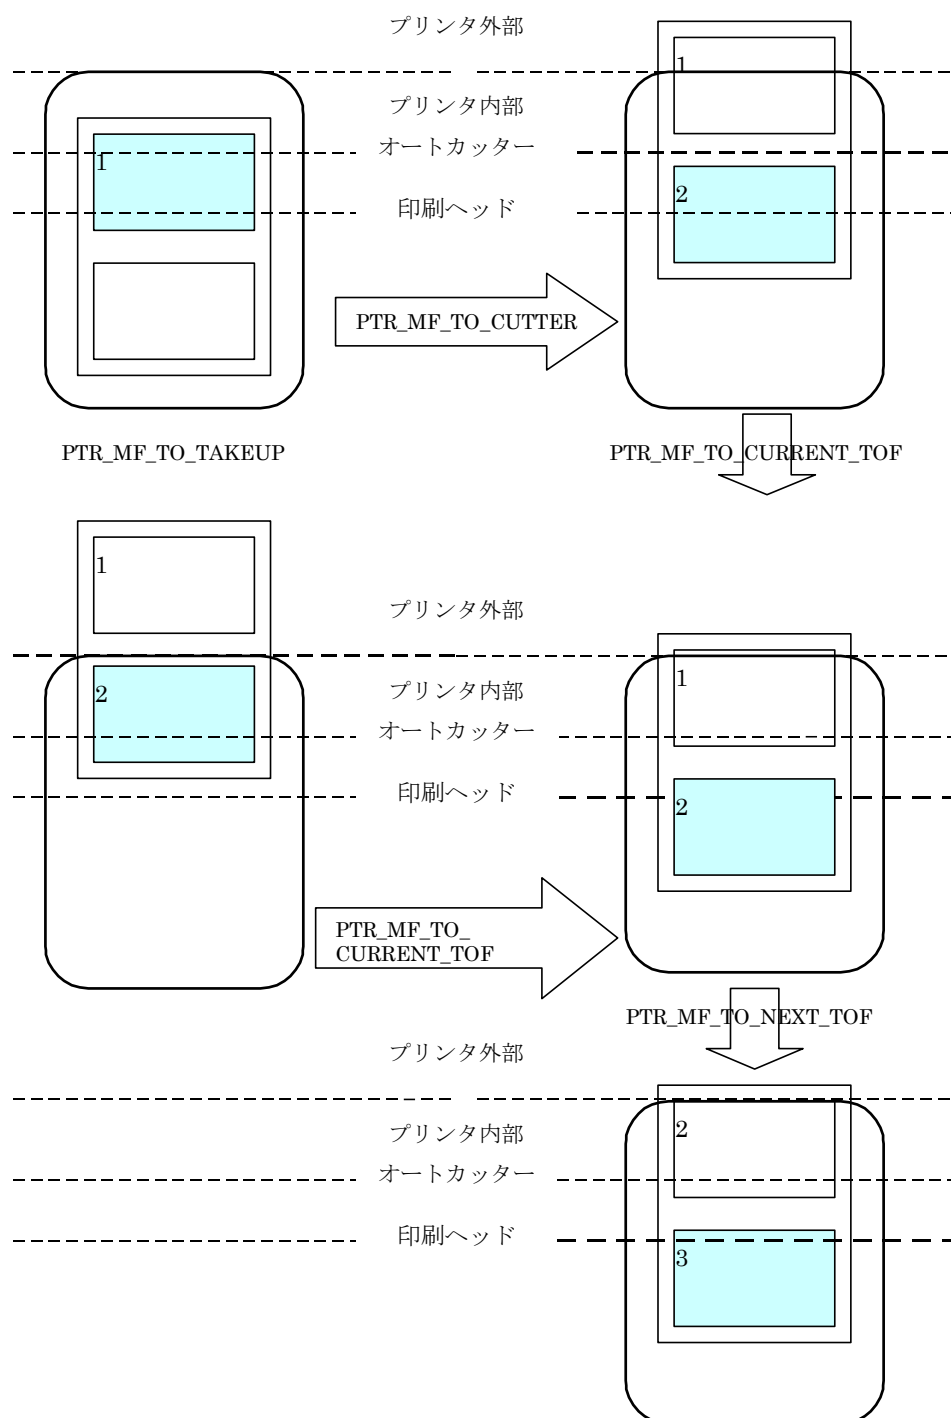 プリンタ外部
1
プリンタ内部
1
オートカッター
2
印刷ヘッド
PTR_MF_TO_CUTTER
PTR_MF_TO_TAKEUP
PTR_MF_TO_CURRENT_TOF
1
プリンタ外部
1
2
プリンタ内部
オートカッター
印刷ヘッド
2
PTR_MF_TO_
CURRENT_TOF
PTR_MF_TO_NEXT_TOF
プリンタ外部
プリンタ内部
2
オートカッター
印刷ヘッド
3